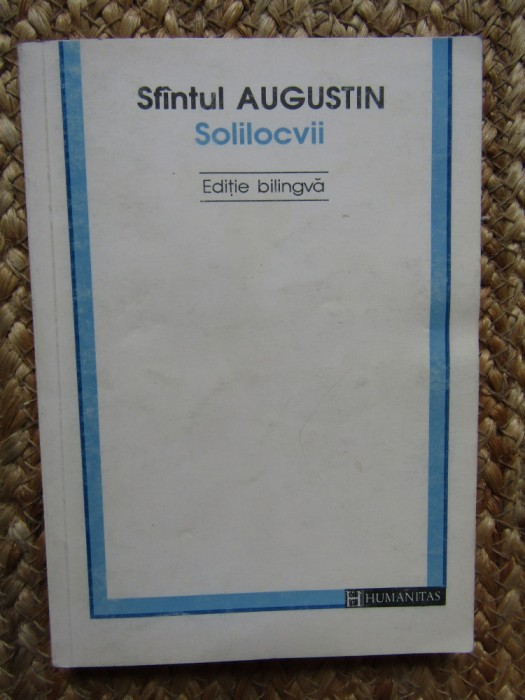 Sfîntul AUGUSTIN
Solilocvii
Ediție bilingvă
H HUMANITAS